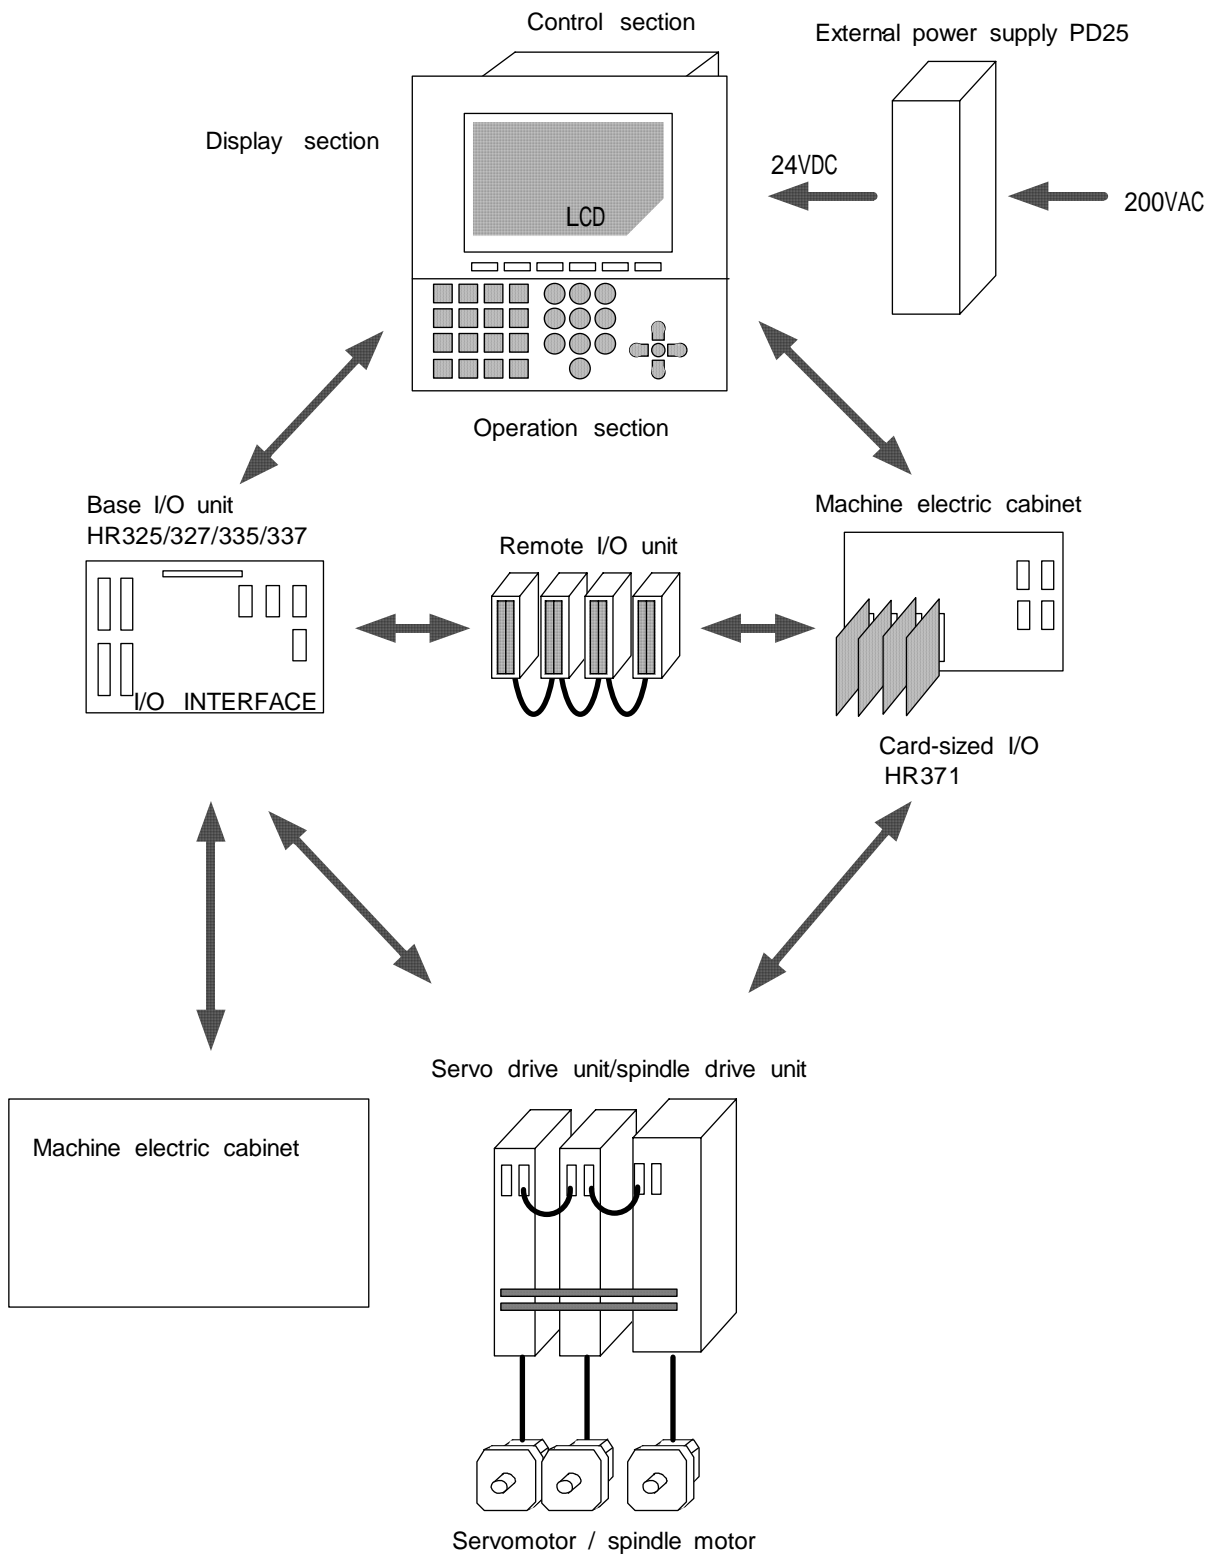 Control section
External power supply PD25
Display section
24VDC
200VAC
LCD
Operation section
Base I/O unit
HR325/327/335/337
Remote I/O unit
Machine electric cabinet
I/O INTERFACE
Card-sized I/O
HR371
Servo drive unit/spindle drive unit
Machine electric cabinet
Servomotor / spindle motor